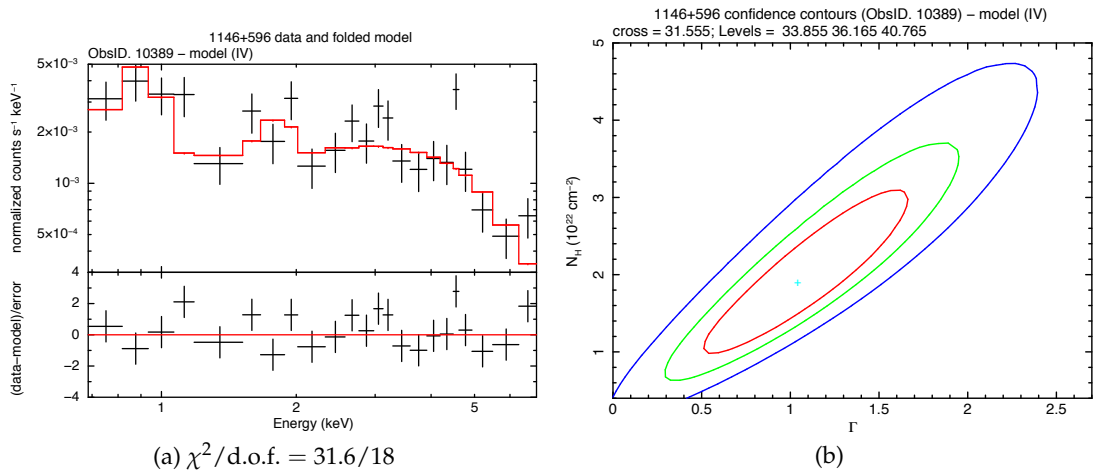 1146+596 data and folded model
ObsID. 10389 – model (IV)
normalized counts s⁻¹ keV⁻¹
5×10⁻³
10⁻³
5×10⁻⁴
(data−model)/error
4
2
0
−2
−4
1
2
5
Energy (keV)
(a) χ²/d.o.f. = 31.6/18
1146+596 confidence contours (ObsID. 10389) – model (IV)
cross = 31.555; Levels = 33.855 36.165 40.765
N_H (10²² cm⁻²)
5
4
3
2
1
0
0.5
1
1.5
2
2.5
Γ
(b)